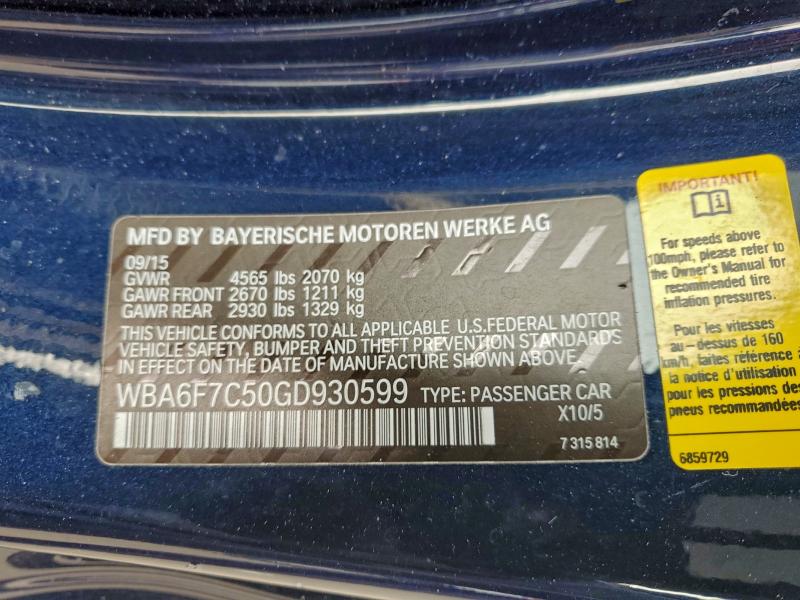 MFD BY BAYERISCHE MOTOREN WERKE AG
09/15
GVWR 4565 lbs 2070 kg
GAWR FRONT 2670 lbs 1211 kg
GAWR REAR 2930 lbs 1329 kg
THIS VEHICLE CONFORMS TO ALL APPLICABLE U.S.FEDERAL MOTOR
VEHICLE SAFETY, BUMPER AND THEFT PREVENTION STANDARDS
IN EFFECT ON THE DATE OF MANUFACTURE SHOWN ABOVE.
WBA6F7C50GD930599 TYPE: PASSENGER CAR
X10/5
7 315 814
IMPORTANT!
i
For speeds above
100mph, please refer to
the Owner's Manual for
recommended tire
inflation pressures.
Pour les vitesses
au-dessus de 160
km/h, faites référence à
la notice d'utilisation
pour les pressions des
pneus recommandées
6859729